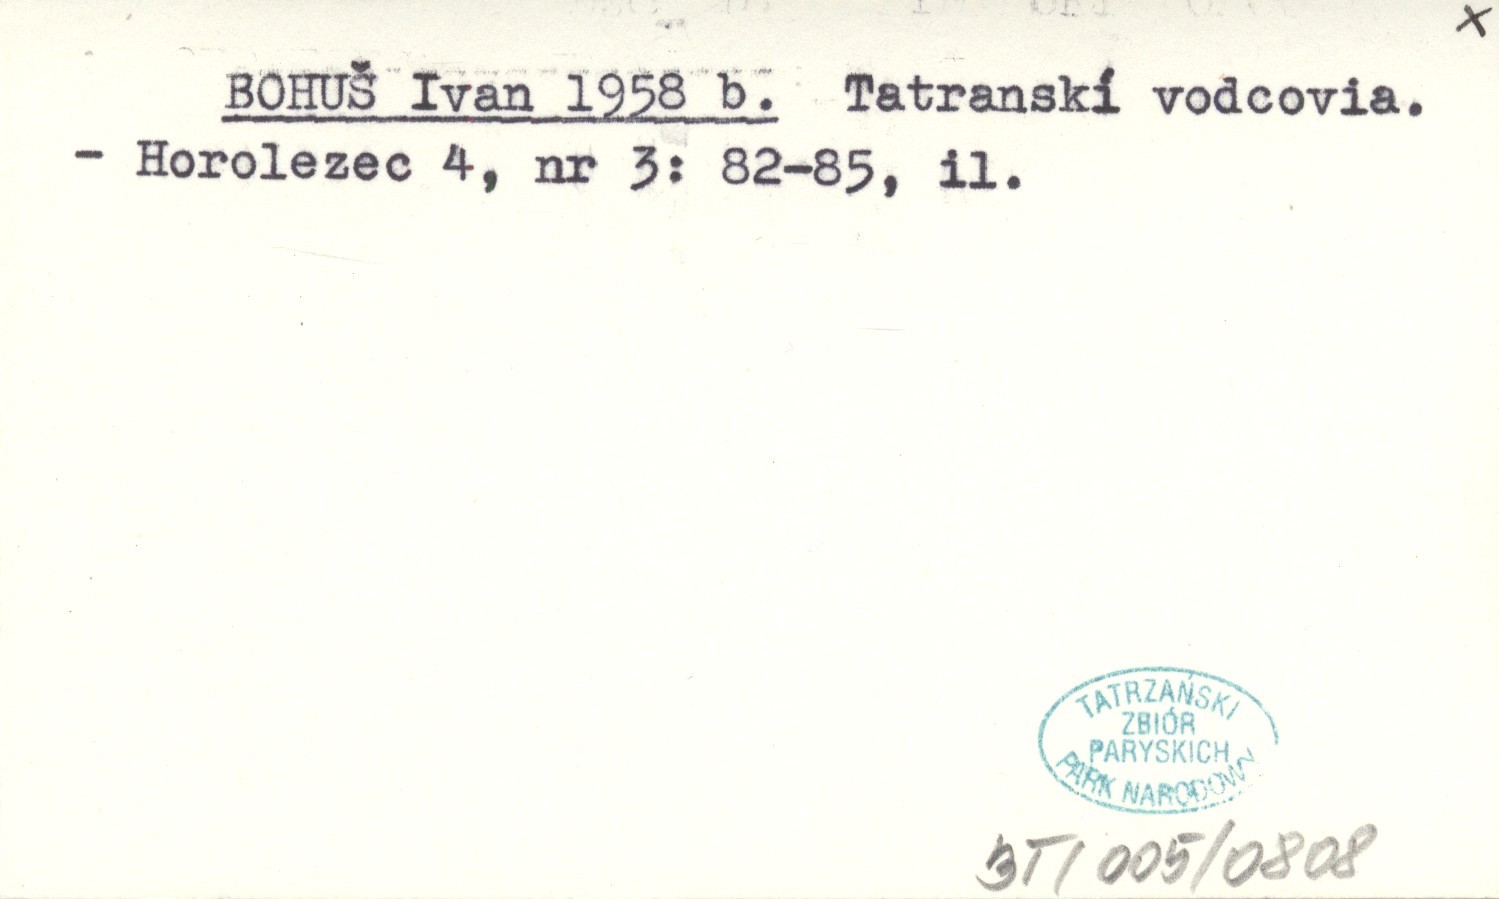 x
BOHUŠ Ivan 1958 b. Tatranskí vodcovia.
- Horolezec 4, nr 3: 82-85, il.
TATRZAŃSKI
ZBIÓR
PARYSKICH
PARK NARODOWY
BT/005/0808